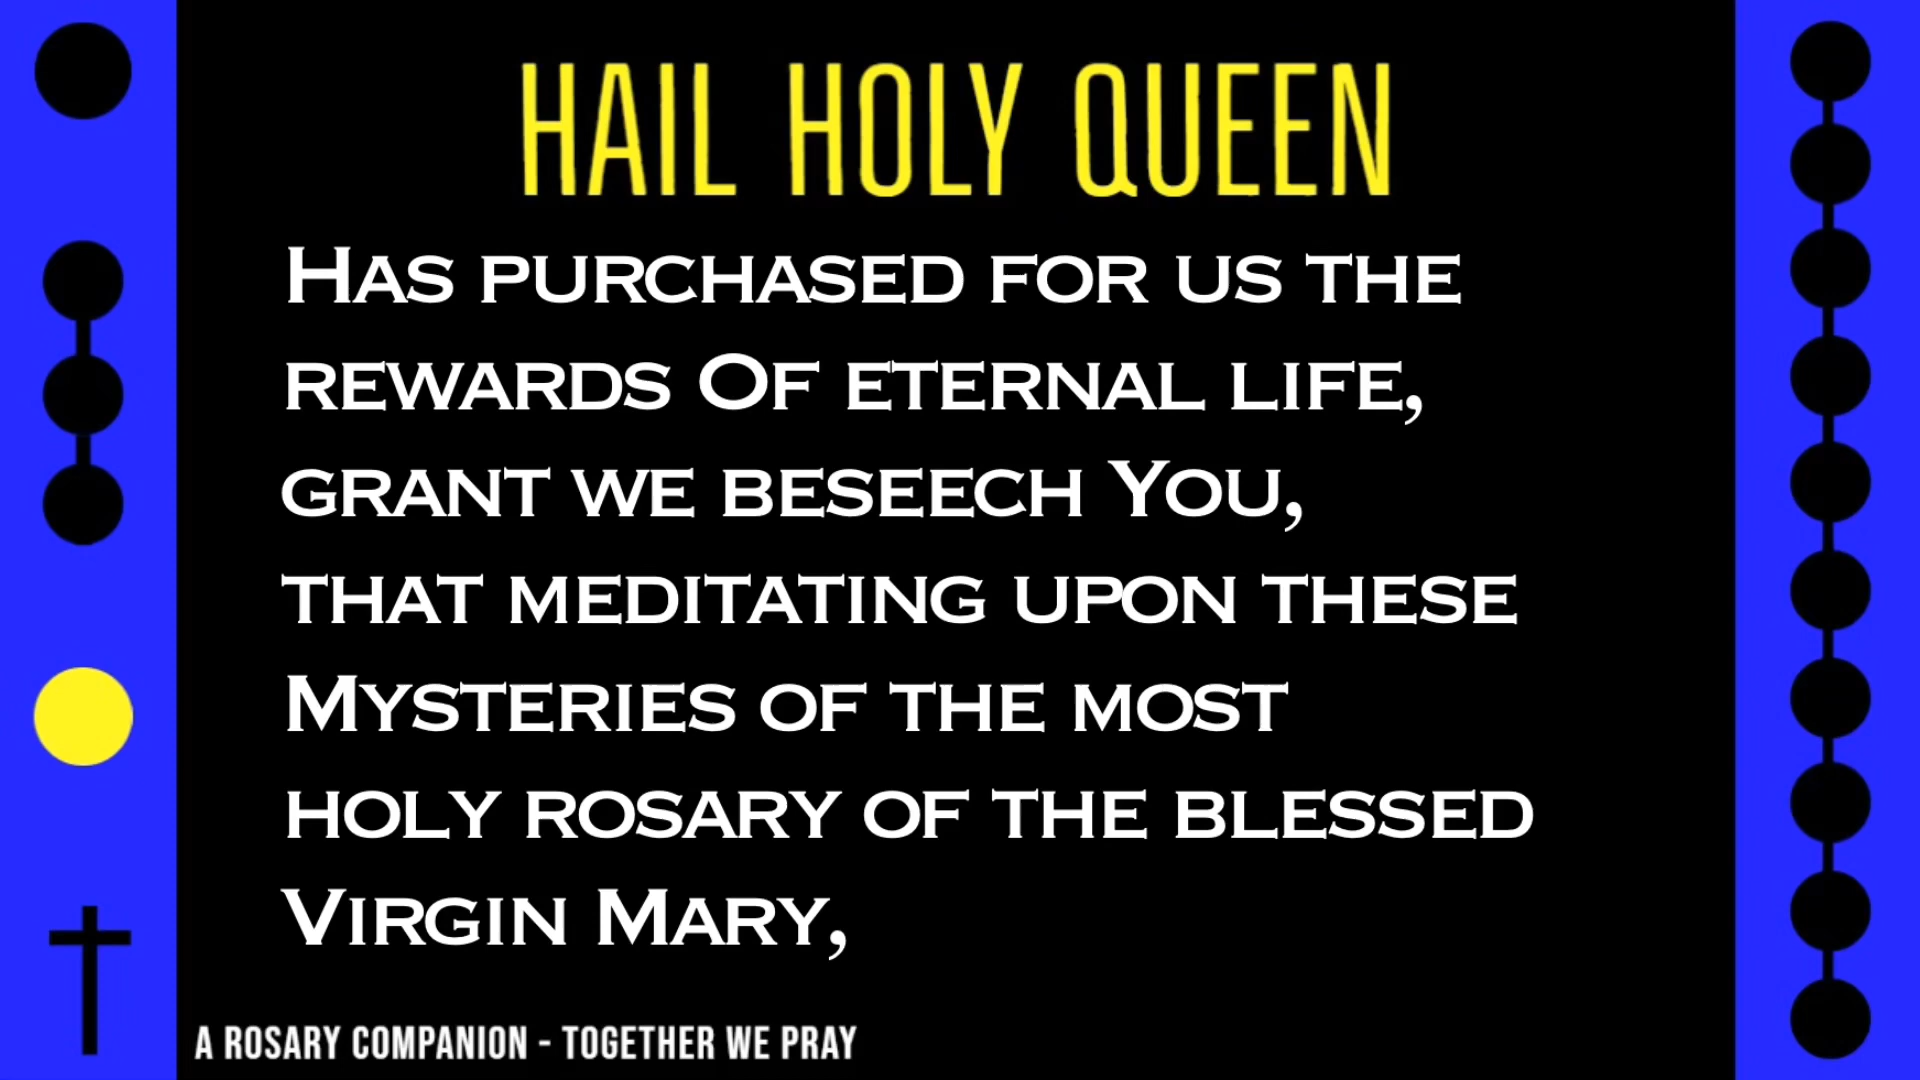 HAIL HOLY QUEEN
Has purchased for us the
rewards Of eternal life,
grant we beseech You,
that meditating upon these
Mysteries of the most
holy rosary of the blessed
Virgin Mary,
A ROSARY COMPANION - TOGETHER WE PRAY